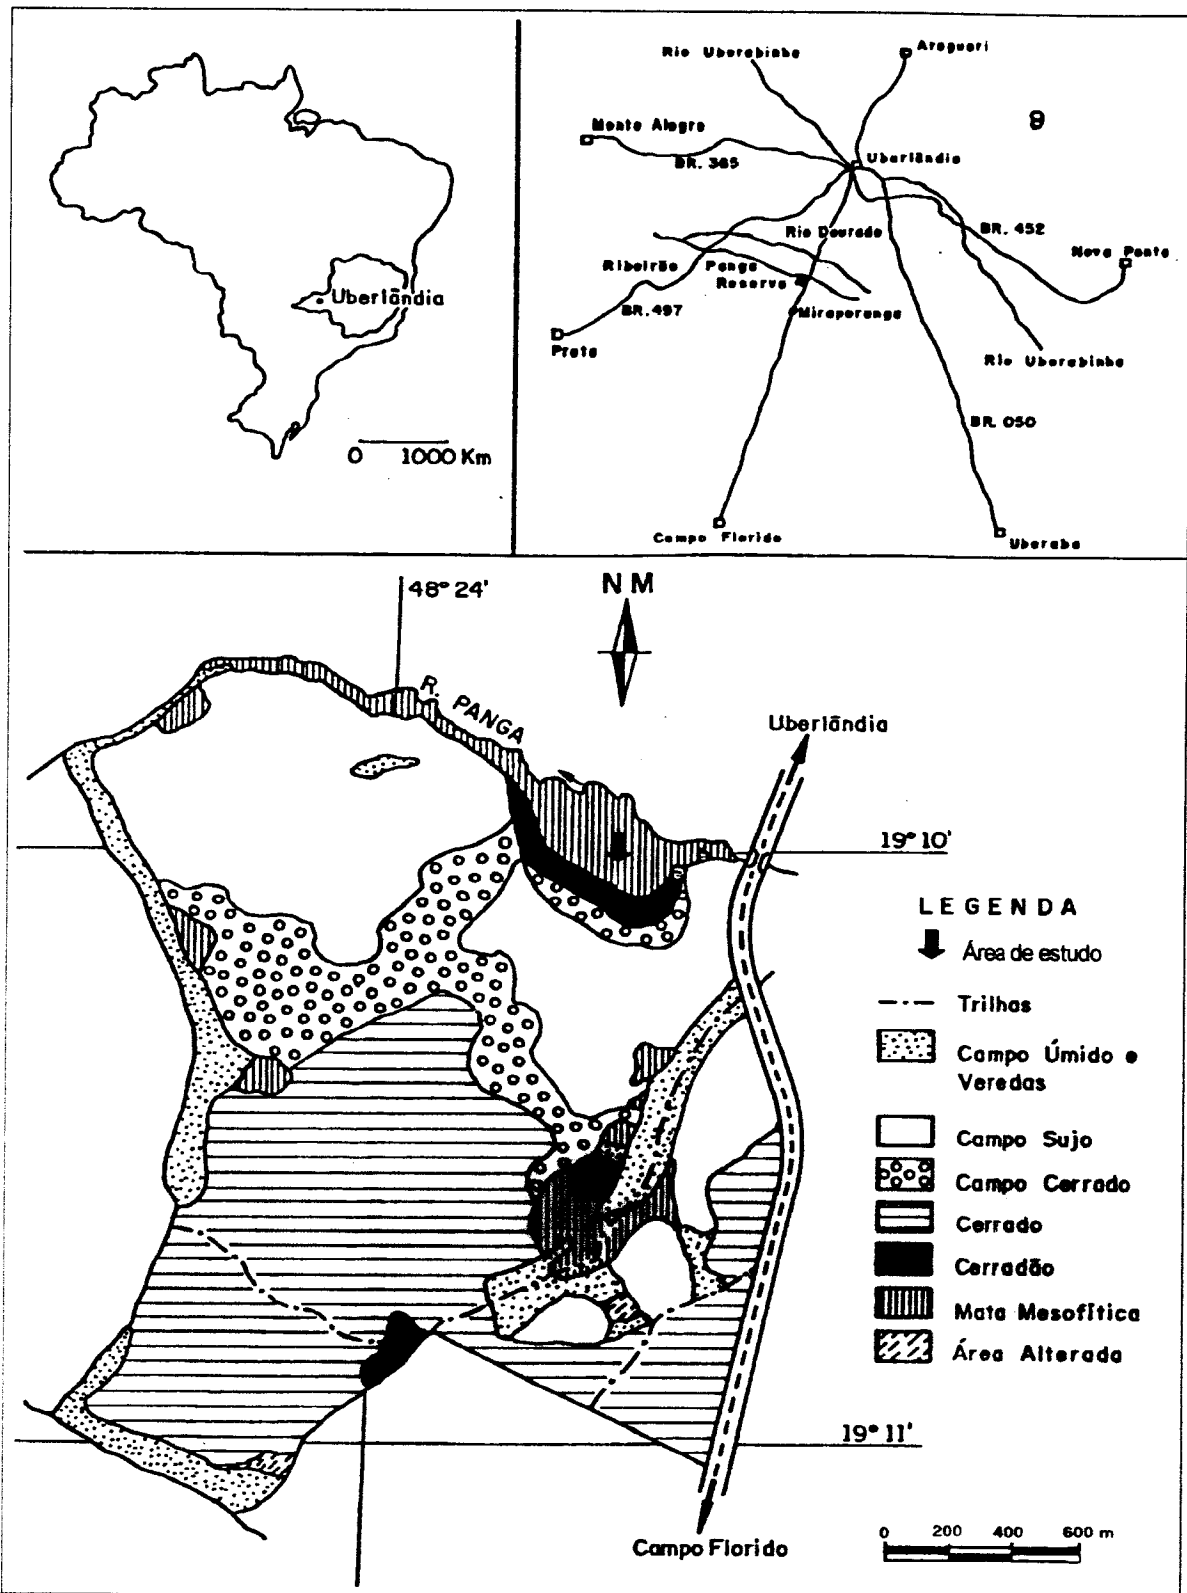 Uberlândia
0 1000 Km
Rio Uberabinha
Araguari
Monte Alegre
BR. 365
Uberlândia
BR. 452
Nova Ponte
Rio Dourado
Ribeirão Panga
Reserva
BR. 497
Miraporanga
Prata
Rio Uberabinha
BR. 050
Campo Florido
Uberaba
48° 24'
NM
R. PANGA
Uberlândia
19° 10'
LEGENDA
Área de estudo
Trilhas
Campo Úmido e
Veredas
Campo Sujo
Campo Cerrado
Cerrado
Cerradão
Mata Mesofítica
Área Alterada
19° 11'
Campo Florido
0 200 400 600 m